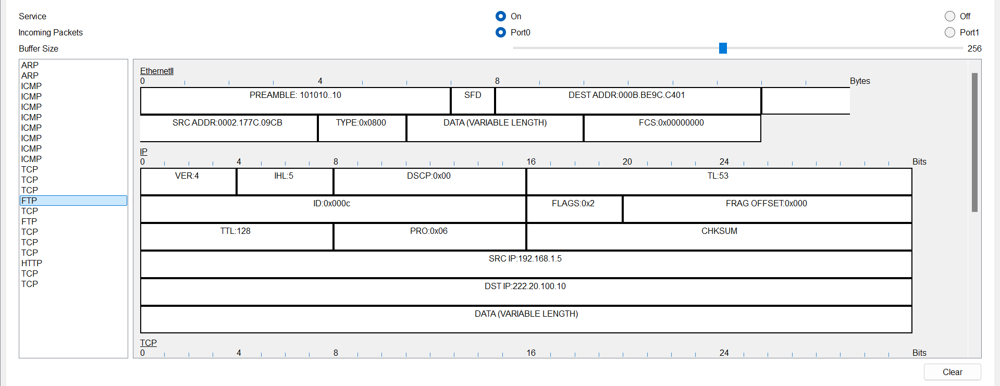 Service On Off
Incoming Packets Port0 Port1
Buffer Size 256
ARP
ARP
ICMP
ICMP
ICMP
ICMP
ICMP
ICMP
ICMP
ICMP
TCP
TCP
TCP
FTP
TCP
FTP
TCP
TCP
TCP
HTTP
TCP
TCP
EthernetII
0 4 8 Bytes
PREAMBLE: 101010..10 SFD DEST ADDR:000B.BE9C.C401
SRC ADDR:0002.177C.09CB TYPE:0x0800 DATA (VARIABLE LENGTH) FCS:0x00000000
IP
0 4 8 16 20 24 Bits
VER:4 IHL:5 DSCP:0x00 TL:53
ID:0x000c FLAGS:0x2 FRAG OFFSET:0x000
TTL:128 PRO:0x06 CHKSUM
SRC IP:192.168.1.5
DST IP:222.20.100.10
DATA (VARIABLE LENGTH)
TCP
0 4 8 16 24 Bits
Clear